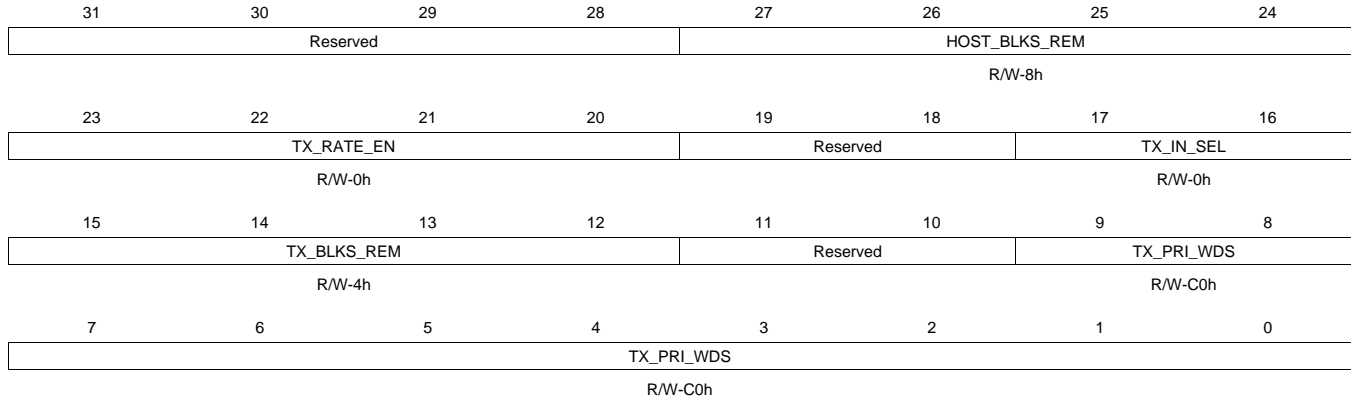 31 30 29 28 27 26 25 24
Reserved HOST_BLKS_REM
R/W-8h
23 22 21 20 19 18 17 16
TX_RATE_EN Reserved TX_IN_SEL
R/W-0h R/W-0h
15 14 13 12 11 10 9 8
TX_BLKS_REM Reserved TX_PRI_WDS
R/W-4h R/W-C0h
7 6 5 4 3 2 1 0
TX_PRI_WDS
R/W-C0h